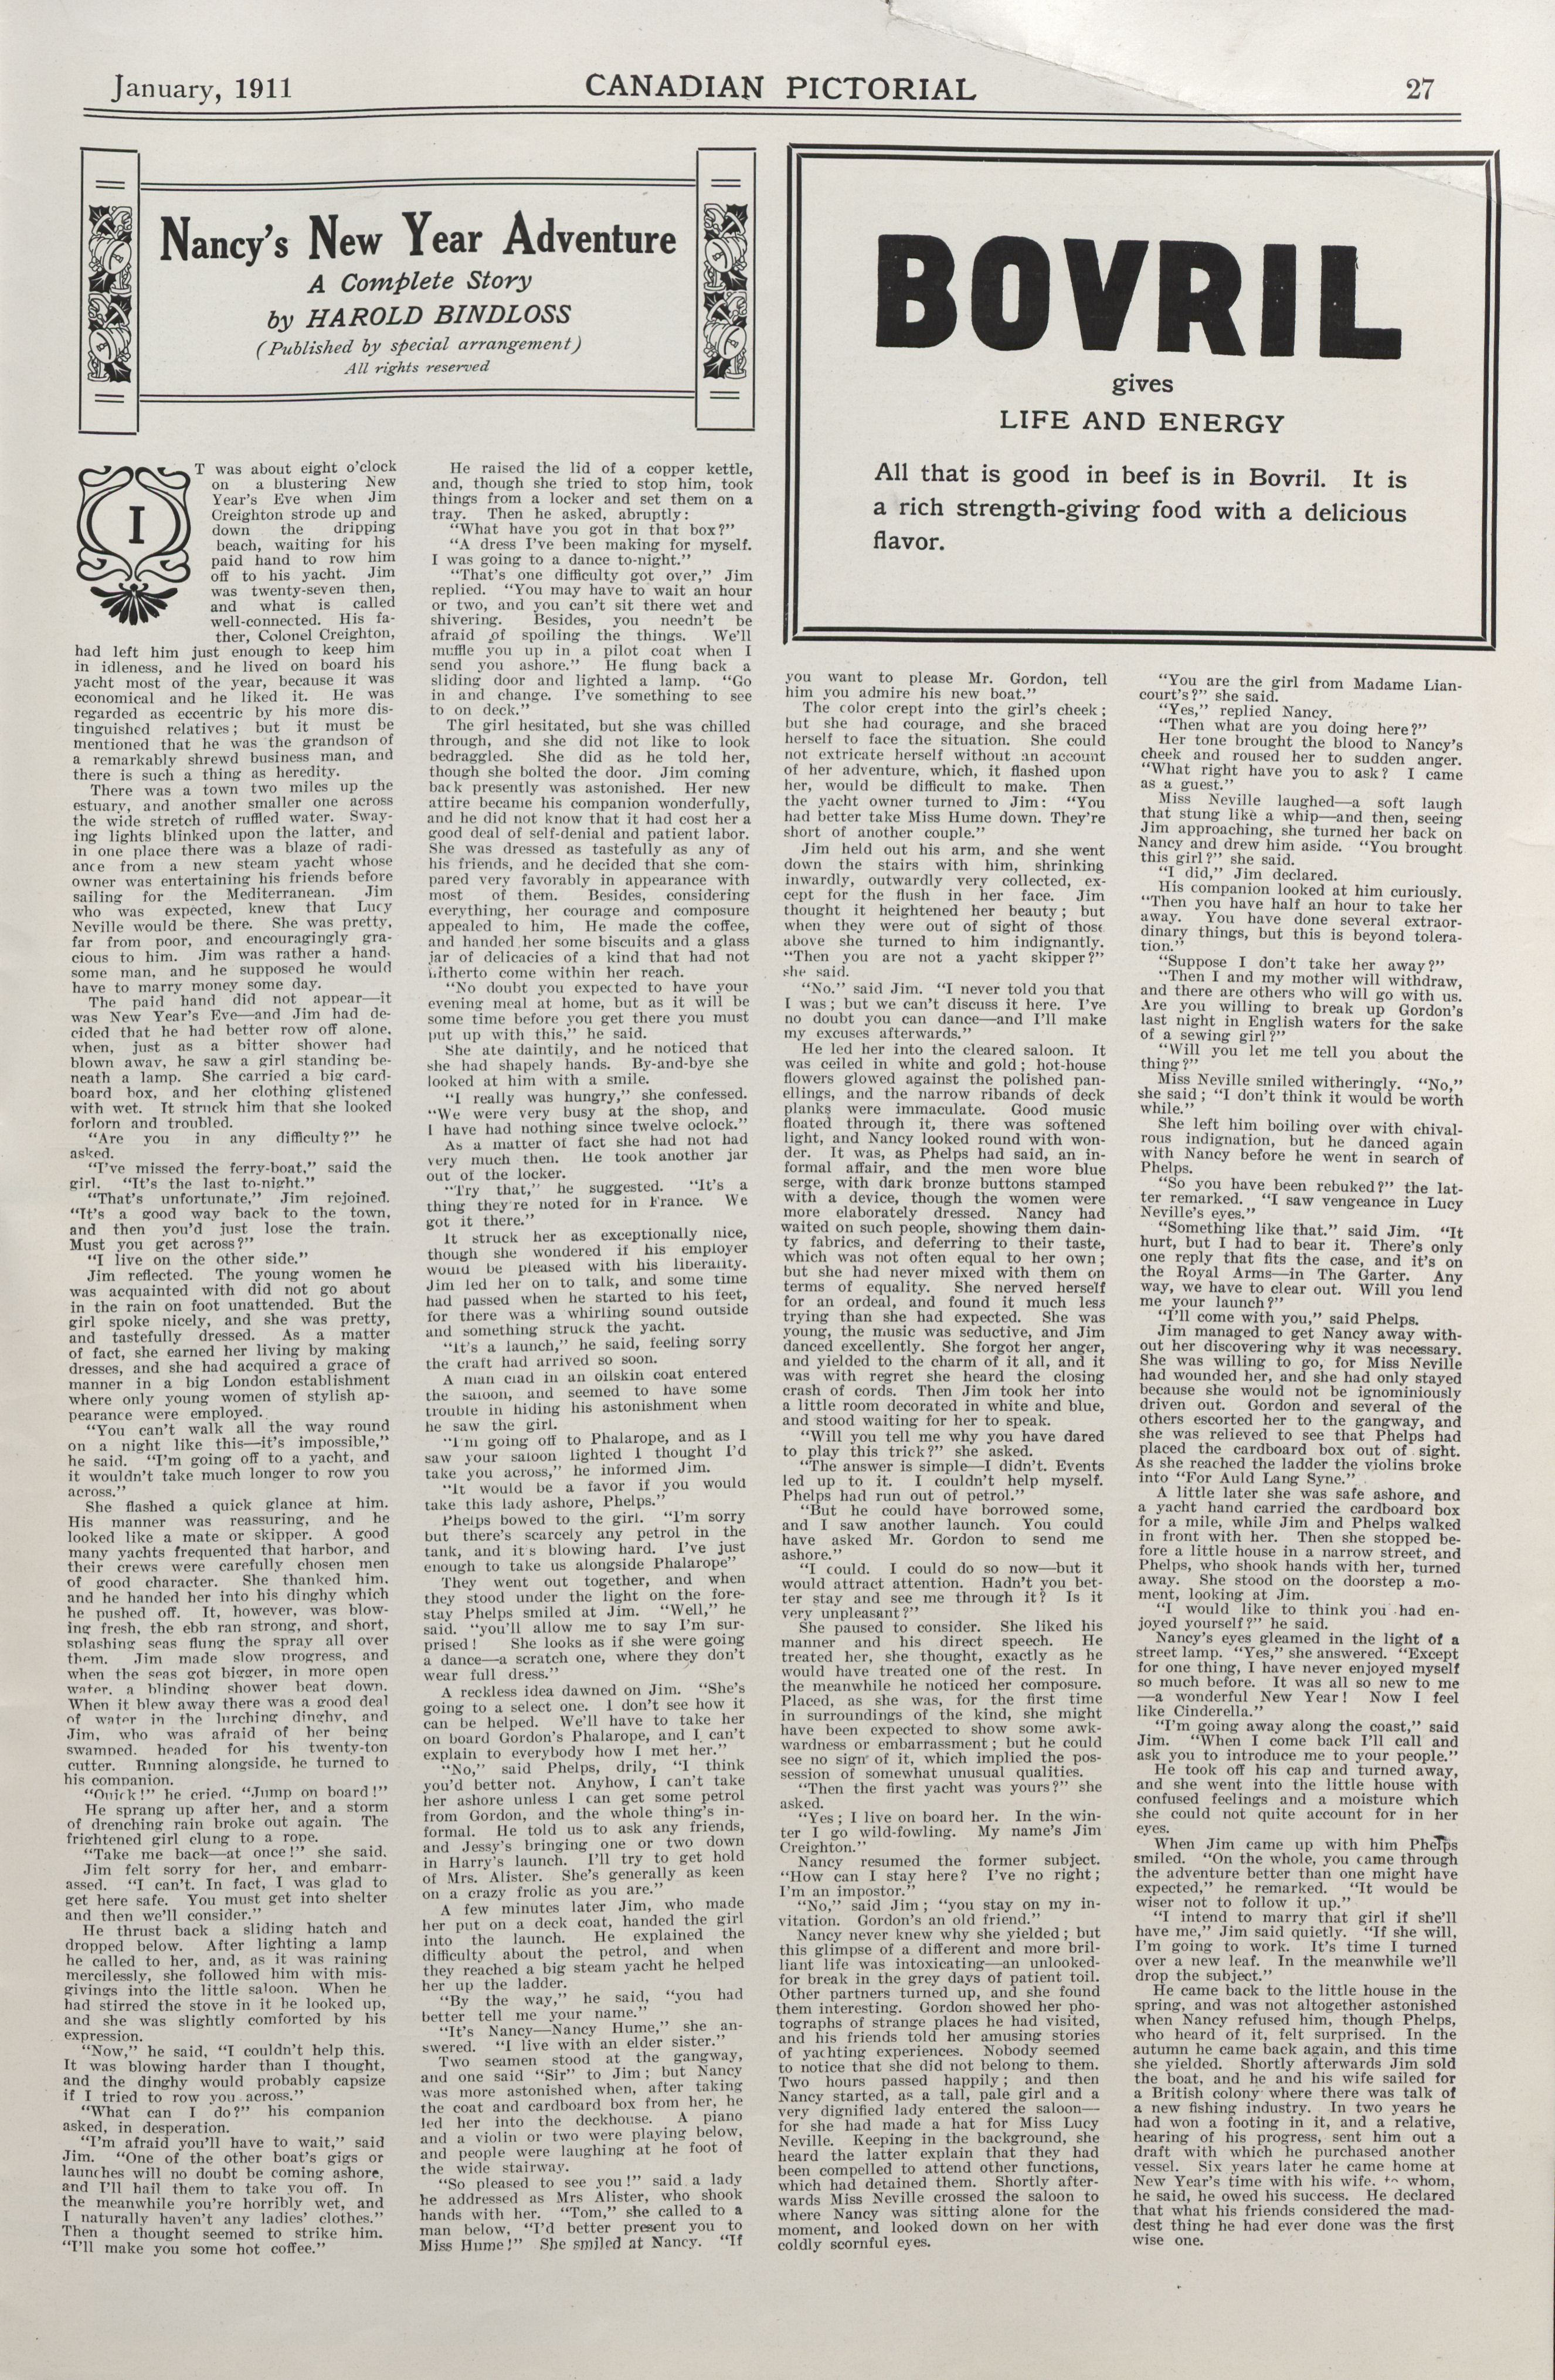 January, 1911
CANADIAN PICTORIAL
27
Nancy's New Year Adventure
A Complete Story
by HAROLD BINDLOSS
(Published by special arrangement)
All rights reserved
IT was about eight o'clock
on a blustering New
Year's Eve when Jim
Creighton strode up and
down the dripping
beach, waiting for his
paid hand to row him
off to his yacht. Jim
was twenty-seven then,
and what is called
well-connected. His fa-
ther, Colonel Creighton,
had left him just enough to keep him
in idleness, and he lived on board his
yacht most of the year, because it was
economical and he liked it. He was
regarded as eccentric by his more dis-
tinguished relatives; but it must be
mentioned that he was the grandson of
a remarkably shrewd business man, and
there is such a thing as heredity.
There was a town two miles up the
estuary, and another smaller one across
the wide stretch of ruffled water. Sway-
ing lights blinked upon the latter, and
in one place there was a blaze of radi-
ance from a new steam yacht whose
owner was entertaining his friends before
sailing for the Mediterranean. Jim
who was expected, knew that Lucy
Neville would be there. She was pretty,
far from poor, and encouragingly gra-
cious to him. Jim was rather a hand-
some man, and he supposed he would
have to marry money some day.
The paid hand did not appear—it
was New Year's Eve—and Jim had de-
cided that he had better row off alone,
when, just as a bitter shower had
blown away, he saw a girl standing be-
neath a lamp. She carried a big card-
board box, and her clothing glistened
with wet. It struck him that she looked
forlorn and troubled.
"Are you in any difficulty?" he
asked.
"I've missed the ferry-boat," said the
girl. "It's the last to-night."
"That's unfortunate," Jim rejoined.
"It's a good way back to the town,
and then you'd just lose the train.
Must you get across?"
"I live on the other side."
Jim reflected. The young women he
was acquainted with did not go about
in the rain on foot unattended. But the
girl spoke nicely, and she was pretty,
and tastefully dressed. As a matter
of fact, she earned her living by making
dresses, and she had acquired a grace of
manner in a big London establishment
where only young women of stylish ap-
pearance were employed.
"You can't walk all the way round
on a night like this—it's impossible,"
he said. "I'm going off to a yacht, and
it wouldn't take much longer to row you
across."
She flashed a quick glance at him.
His manner was reassuring, and he
looked like a mate or skipper. A good
many yachts frequented that harbor, and
their crews were carefully chosen men
of good character. She thanked him,
and he handed her into his dinghy which
he pushed off. It, however, was blow-
ing fresh, the ebb ran strong, and short,
splashing seas flung the spray all over
them. Jim made slow progress, and
when the seas got bigger, in more open
water, a blinding shower beat down.
When it blew away there was a good deal
of water in the lurching dinghy, and
Jim, who was afraid of her being
swamped, headed for his twenty-ton
cutter. Running alongside, he turned to
his companion.
"Quick!" he cried. "Jump on board!"
He sprang up after her, and a storm
of drenching rain broke out again. The
frightened girl clung to a rope.
"Take me back—at once!" she said.
Jim felt sorry for her, and embarr-
assed. "I can't. In fact, I was glad to
get here safe. You must get into shelter
and then we'll consider."
He thrust back a sliding hatch and
dropped below. After lighting a lamp
he called to her, and, as it was raining
mercilessly, she followed him with mis-
givings into the little saloon. When he
had stirred the stove in it he looked up,
and she was slightly comforted by his
expression.
"Now," he said, "I couldn't help this.
It was blowing harder than I thought,
and the dinghy would probably capsize
if I tried to row you across."
"What can I do?" his companion
asked, in desperation.
"I'm afraid you'll have to wait," said
Jim. "One of the other boat's gigs or
launches will no doubt be coming ashore,
and I'll hail them to take you off. In
the meanwhile you're horribly wet, and
I naturally haven't any ladies' clothes."
Then a thought seemed to strike him.
"I'll make you some hot coffee."
He raised the lid of a copper kettle,
and, though she tried to stop him, took
things from a locker and set them on a
tray. Then he asked, abruptly:
"What have you got in that box?"
"A dress I've been making for myself.
I was going to a dance to-night."
"That's one difficulty got over," Jim
replied. "You may have to wait an hour
or two, and you can't sit there wet and
shivering. Besides, you needn't be
afraid of spoiling the things. We'll
muffle you up in a pilot coat when I
send you ashore." He flung back a
sliding door and lighted a lamp. "Go
in and change. I've something to see
to on deck."
The girl hesitated, but she was chilled
through, and she did not like to look
bedraggled. She did as he told her,
though she bolted the door. Jim coming
back presently was astonished. Her new
attire became his companion wonderfully,
and he did not know that it had cost her a
good deal of self-denial and patient labor.
She was dressed as tastefully as any of
his friends, and he decided that she com-
pared very favorably in appearance with
most of them. Besides, considering
everything, her courage and composure
appealed to him, He made the coffee,
and handed her some biscuits and a glass
jar of delicacies of a kind that had not
hitherto come within her reach.
"No doubt you expected to have your
evening meal at home, but as it will be
some time before you get there you must
put up with this," he said.
She ate daintily, and he noticed that
she had shapely hands. By-and-bye she
looked at him with a smile.
"I really was hungry," she confessed.
"We were very busy at the shop, and
I have had nothing since twelve oclock."
As a matter of fact she had not had
very much then. He took another jar
out of the locker.
"Try that," he suggested. "It's a
thing they're noted for in France. We
got it there."
It struck her as exceptionally nice,
though she wondered if his employer
would be pleased with his liberality.
Jim led her on to talk, and some time
had passed when he started to his feet,
for there was a whirling sound outside
and something struck the yacht.
"It's a launch," he said, feeling sorry
the craft had arrived so soon.
A man clad in an oilskin coat entered
the saloon, and seemed to have some
trouble in hiding his astonishment when
he saw the girl.
"I'm going off to Phalarope, and as I
saw your saloon lighted I thought I'd
take you across," he informed Jim.
"It would be a favor if you would
take this lady ashore, Phelps."
Phelps bowed to the girl. "I'm sorry
but there's scarcely any petrol in the
tank, and it's blowing hard. I've just
enough to take us alongside Phalarope"
They went out together, and when
they stood under the light on the fore-
stay Phelps smiled at Jim. "Well," he
said. "you'll allow me to say I'm sur-
prised! She looks as if she were going
a dance—a scratch one, where they don't
wear full dress."
A reckless idea dawned on Jim. "She's
going to a select one. I don't see how it
can be helped. We'll have to take her
on board Gordon's Phalarope, and I can't
explain to everybody how I met her."
"No," said Phelps, drily, "I think
you'd better not. Anyhow, I can't take
her ashore unless I can get some petrol
from Gordon, and the whole thing's in-
formal. He told us to ask any friends,
and Jessy's bringing one or two down
in Harry's launch. I'll try to get hold
of Mrs. Alister. She's generally as keen
on a crazy frolic as you are."
A few minutes later Jim, who made
her put on a deck coat, handed the girl
into the launch. He explained the
difficulty about the petrol, and when
they reached a big steam yacht he helped
her up the ladder.
"By the way," he said, "you had
better tell me your name."
"It's Nancy—Nancy Hume," she an-
swered. "I live with an elder sister."
Two seamen stood at the gangway,
and one said "Sir" to Jim; but Nancy
was more astonished when, after taking
the coat and cardboard box from her, he
led her into the deckhouse. A piano
and a violin or two were playing below,
and people were laughing at he foot of
the wide stairway.
"So pleased to see you!" said a lady
he addressed as Mrs Alister, who shook
hands with her. "Tom," she called to a
man below, "I'd better present you to
Miss Hume!" She smiled at Nancy. "If
BOVRIL
gives
LIFE AND ENERGY
All that is good in beef is in Bovril. It is
a rich strength-giving food with a delicious
flavor.
you want to please Mr. Gordon, tell
him you admire his new boat."
The color crept into the girl's cheek;
but she had courage, and she braced
herself to face the situation. She could
not extricate herself without an account
of her adventure, which, it flashed upon
her, would be difficult to make. Then
the yacht owner turned to Jim: "You
had better take Miss Hume down. They're
short of another couple."
Jim held out his arm, and she went
down the stairs with him, shrinking
inwardly, outwardly very collected, ex-
cept for the flush in her face. Jim
thought it heightened her beauty; but
when they were out of sight of those
above she turned to him indignantly.
"Then you are not a yacht skipper?"
she said.
"No." said Jim. "I never told you that
I was; but we can't discuss it here. I've
no doubt you can dance—and I'll make
my excuses afterwards."
He led her into the cleared saloon. It
was ceiled in white and gold; hot-house
flowers glowed against the polished pan-
ellings, and the narrow ribands of deck
planks were immaculate. Good music
floated through it, there was softened
light, and Nancy looked round with won-
der. It was, as Phelps had said, an in-
formal affair, and the men wore blue
serge, with dark bronze buttons stamped
with a device, though the women were
more elaborately dressed. Nancy had
waited on such people, showing them dain-
ty fabrics, and deferring to their taste,
which was not often equal to her own;
but she had never mixed with them on
terms of equality. She nerved herself
for an ordeal, and found it much less
trying than she had expected. She was
young, the music was seductive, and Jim
danced excellently. She forgot her anger,
and yielded to the charm of it all, and it
was with regret she heard the closing
crash of cords. Then Jim took her into
a little room decorated in white and blue,
and stood waiting for her to speak.
"Will you tell me why you have dared
to play this trick?" she asked.
"The answer is simple—I didn't. Events
led up to it. I couldn't help myself.
Phelps had run out of petrol."
"But he could have borrowed some,
and I saw another launch. You could
have asked Mr. Gordon to send me
ashore."
"I could. I could do so now—but it
would attract attention. Hadn't you bet-
ter stay and see me through it? Is it
very unpleasant?"
She paused to consider. She liked his
manner and his direct speech. He
treated her, she thought, exactly as he
would have treated one of the rest. In
the meanwhile he noticed her composure.
Placed, as she was, for the first time
in surroundings of the kind, she might
have been expected to show some awk-
wardness or embarrassment; but he could
see no sign of it, which implied the pos-
session of somewhat unusual qualities.
"Then the first yacht was yours?" she
asked.
"Yes; I live on board her. In the win-
ter I go wild-fowling. My name's Jim
Creighton."
Nancy resumed the former subject.
"How can I stay here? I've no right;
I'm an impostor."
"No," said Jim; "you stay on my in-
vitation. Gordon's an old friend."
Nancy never knew why she yielded; but
this glimpse of a different and more bril-
liant life was intoxicating—an unlooked-
for break in the grey days of patient toil.
Other partners turned up, and she found
them interesting. Gordon showed her pho-
tographs of strange places he had visited,
and his friends told her amusing stories
of yachting experiences. Nobody seemed
to notice that she did not belong to them.
Two hours passed happily; and then
Nancy started, as a tall, pale girl and a
very dignified lady entered the saloon—
for she had made a hat for Miss Lucy
Neville. Keeping in the background, she
heard the latter explain that they had
been compelled to attend other functions,
which had detained them. Shortly after-
wards Miss Neville crossed the saloon to
where Nancy was sitting alone for the
moment, and looked down on her with
coldly scornful eyes.
"You are the girl from Madame Lian-
court's?" she said.
"Yes," replied Nancy.
"Then what are you doing here?"
Her tone brought the blood to Nancy's
cheek and roused her to sudden anger.
"What right have you to ask? I came
as a guest."
Miss Neville laughed—a soft laugh
that stung like a whip—and then, seeing
Jim approaching, she turned her back on
Nancy and drew him aside. "You brought
this girl?" she said.
"I did," Jim declared.
His companion looked at him curiously.
"Then you have half an hour to take her
away. You have done several extraor-
dinary things, but this is beyond tolera-
tion."
"Suppose I don't take her away?"
"Then I and my mother will withdraw,
and there are others who will go with us.
Are you willing to break up Gordon's
last night in English waters for the sake
of a sewing girl?"
"Will you let me tell you about the
thing?"
Miss Neville smiled witheringly. "No,"
she said; "I don't think it would be worth
while."
She left him boiling over with chival-
rous indignation, but he danced again
with Nancy before he went in search of
Phelps.
"So you have been rebuked?" the lat-
ter remarked. "I saw vengeance in Lucy
Neville's eyes."
"Something like that." said Jim. "It
hurt, but I had to bear it. There's only
one reply that fits the case, and it's on
the Royal Arms—in The Garter. Any
way, we have to clear out. Will you lend
me your launch?"
"I'll come with you," said Phelps.
Jim managed to get Nancy away with-
out her discovering why it was necessary.
She was willing to go, for Miss Neville
had wounded her, and she had only stayed
because she would not be ignominiously
driven out. Gordon and several of the
others escorted her to the gangway, and
she was relieved to see that Phelps had
placed the cardboard box out of sight.
As she reached the ladder the violins broke
into "For Auld Lang Syne."
A little later she was safe ashore, and
a yacht hand carried the cardboard box
for a mile, while Jim and Phelps walked
in front with her. Then she stopped be-
fore a little house in a narrow street, and
Phelps, who shook hands with her, turned
away. She stood on the doorstep a mo-
ment, looking at Jim.
"I would like to think you had en-
joyed yourself?" he said.
Nancy's eyes gleamed in the light of a
street lamp. "Yes," she answered. "Except
for one thing, I have never enjoyed myself
so much before. It was all so new to me
—a wonderful New Year! Now I feel
like Cinderella."
"I'm going away along the coast," said
Jim. "When I come back I'll call and
ask you to introduce me to your people."
He took off his cap and turned away,
and she went into the little house with
confused feelings and a moisture which
she could not quite account for in her
eyes.
When Jim came up with him Phelps
smiled. "On the whole, you came through
the adventure better than one might have
expected," he remarked. "It would be
wiser not to follow it up."
"I intend to marry that girl if she'll
have me," Jim said quietly. "If she will,
I'm going to work. It's time I turned
over a new leaf. In the meanwhile we'll
drop the subject."
He came back to the little house in the
spring, and was not altogether astonished
when Nancy refused him, though Phelps,
who heard of it, felt surprised. In the
autumn he came back again, and this time
she yielded. Shortly afterwards Jim sold
the boat, and he and his wife sailed for
a British colony where there was talk of
a new fishing industry. In two years he
had won a footing in it, and a relative,
hearing of his progress, sent him out a
draft with which he purchased another
vessel. Six years later he came home at
New Year's time with his wife. to whom,
he said, he owed his success. He declared
that what his friends considered the mad-
dest thing he had ever done was the first
wise one.